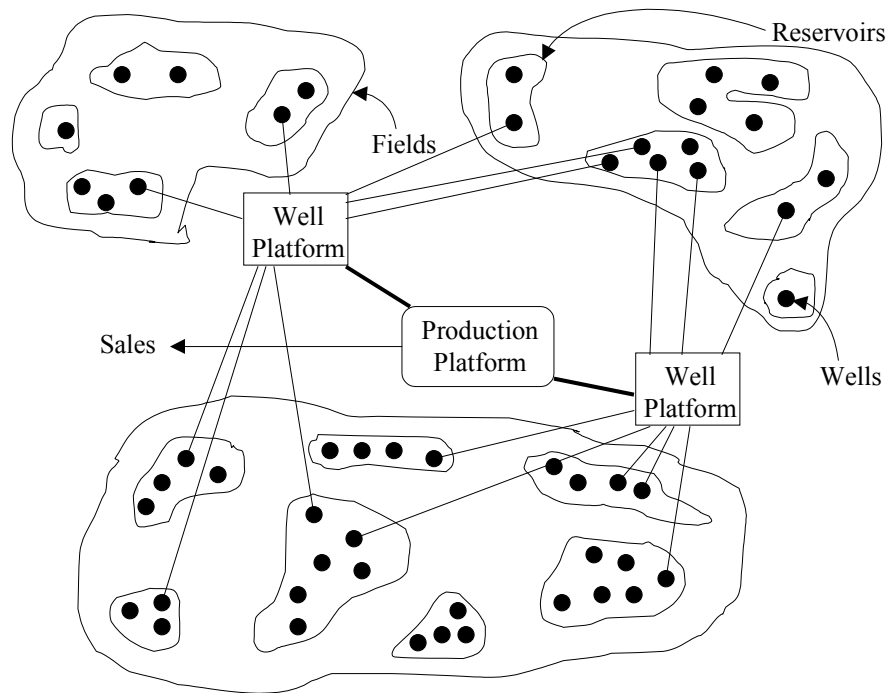 Reservoirs
Fields
Well
Platform
Production
Platform
Sales
Well
Platform
Wells